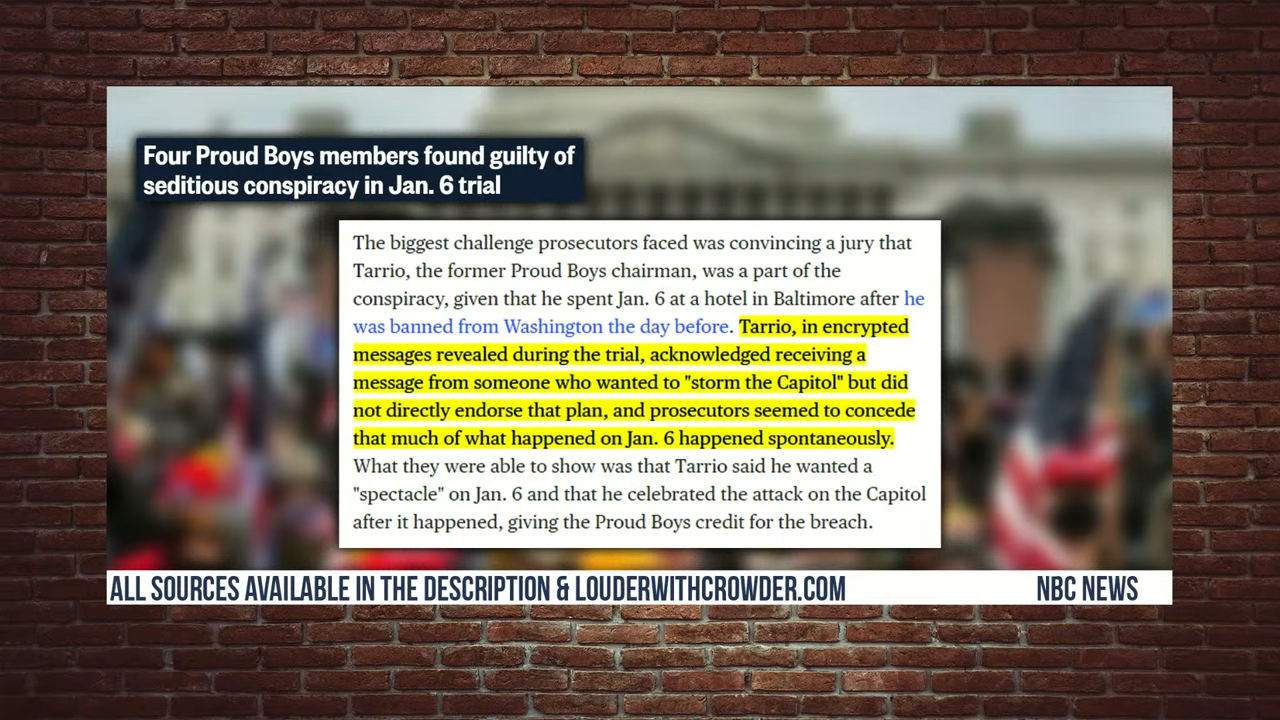 Four Proud Boys members found guilty of
seditious conspiracy in Jan. 6 trial
The biggest challenge prosecutors faced was convincing a jury that
Tarrio, the former Proud Boys chairman, was a part of the
conspiracy, given that he spent Jan. 6 at a hotel in Baltimore after he
was banned from Washington the day before. Tarrio, in encrypted
messages revealed during the trial, acknowledged receiving a
message from someone who wanted to "storm the Capitol" but did
not directly endorse that plan, and prosecutors seemed to concede
that much of what happened on Jan. 6 happened spontaneously.
What they were able to show was that Tarrio said he wanted a
"spectacle" on Jan. 6 and that he celebrated the attack on the Capitol
after it happened, giving the Proud Boys credit for the breach.
ALL SOURCES AVAILABLE IN THE DESCRIPTION & LOUDERWITHCROWDER.COM
NBC NEWS